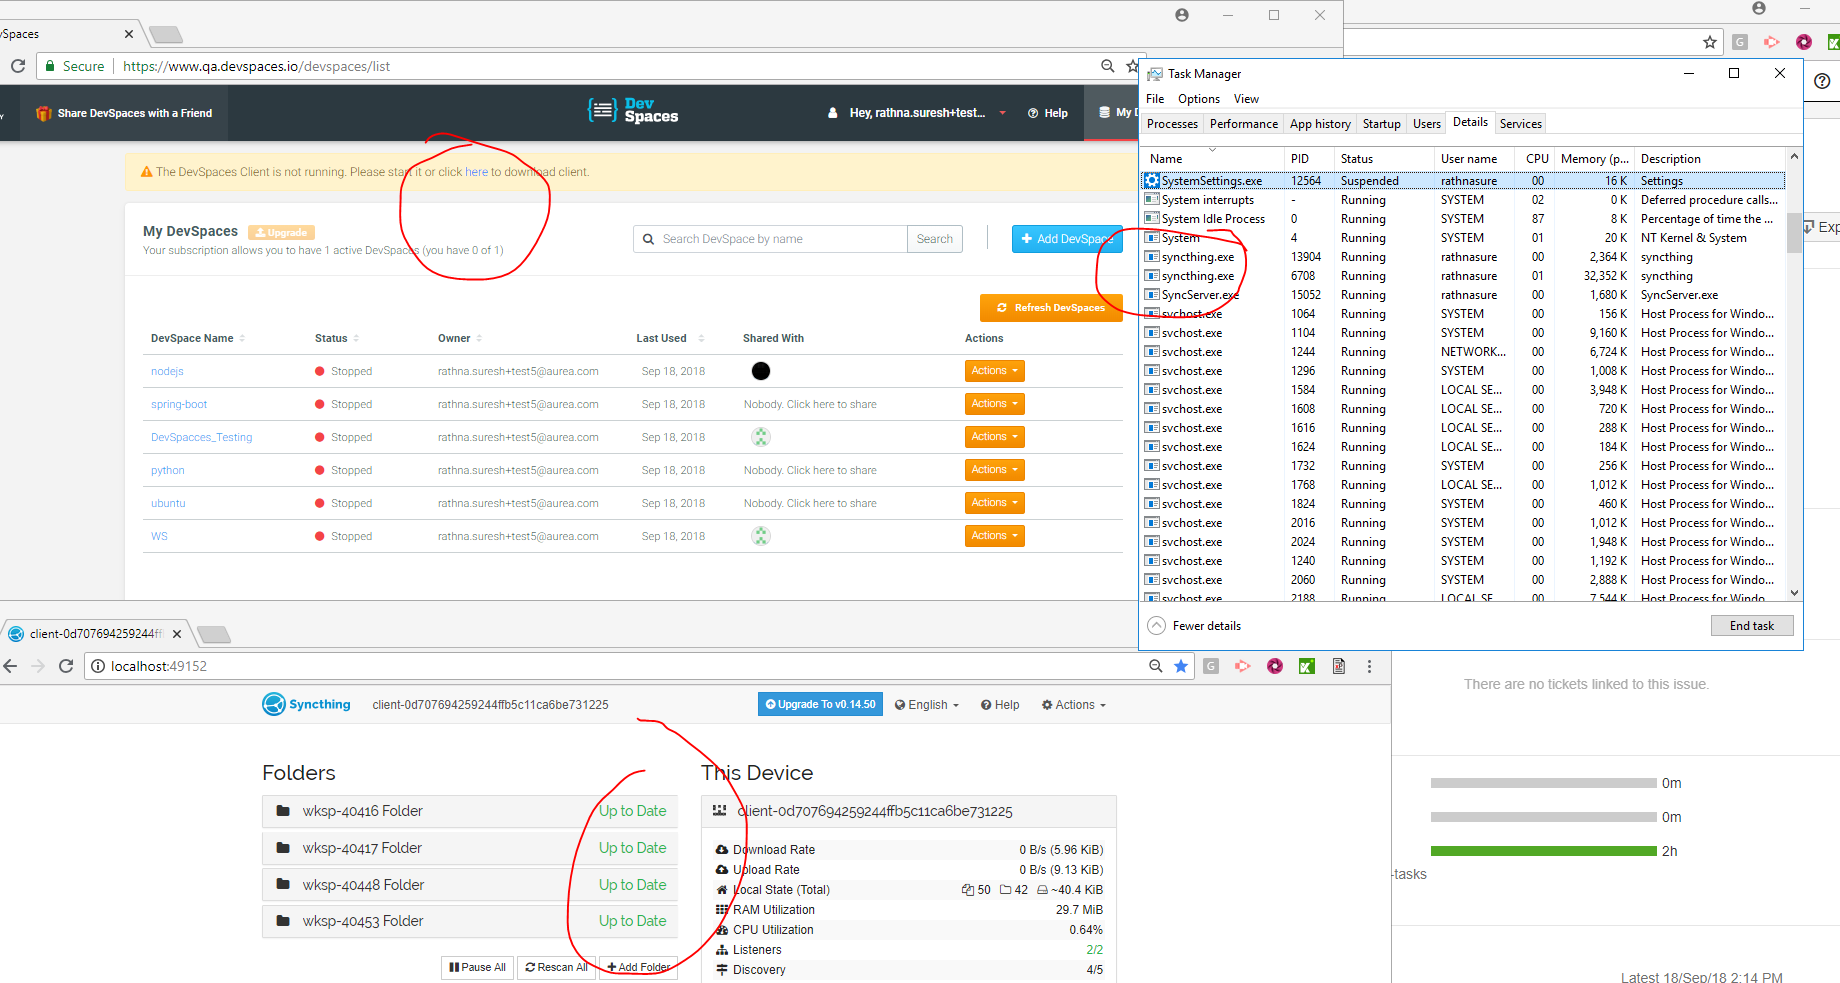 vSpaces
Secure https://www.qa.devspaces.io/devspaces/list
Share DevSpaces with a Friend
Dev Spaces
Hey, rathna.suresh+test5...
Help
My D
The DevSpaces Client is not running. Please start it or click here to download client.
My DevSpaces Upgrade
Your subscription allows you to have 1 active DevSpaces (you have 0 of 1)
Search DevSpace by name Search
+ Add DevSpace
Refresh DevSpaces
DevSpace Name Status Owner Last Used Shared With Actions
nodejs Stopped rathna.suresh+test5@aurea.com Sep 18, 2018 Actions
spring-boot Stopped rathna.suresh+test5@aurea.com Sep 18, 2018 Nobody. Click here to share Actions
DevSpacces_Testing Stopped rathna.suresh+test5@aurea.com Sep 18, 2018 Actions
python Stopped rathna.suresh+test5@aurea.com Sep 18, 2018 Nobody. Click here to share Actions
ubuntu Stopped rathna.suresh+test5@aurea.com Sep 18, 2018 Nobody. Click here to share Actions
WS Stopped rathna.suresh+test5@aurea.com Sep 18, 2018 Actions
Task Manager
File Options View
Processes Performance App history Startup Users Details Services
Name PID Status User name CPU Memory (p... Description
SystemSettings.exe 12564 Suspended rathnasure 00 16 K Settings
System interrupts - Running SYSTEM 02 0 K Deferred procedure calls...
System Idle Process 0 Running SYSTEM 87 8 K Percentage of time the ...
System 4 Running SYSTEM 01 20 K NT Kernel & System
syncthing.exe 13904 Running rathnasure 00 2,364 K syncthing
syncthing.exe 6708 Running rathnasure 01 32,352 K syncthing
SyncServer.exe 15052 Running rathnasure 00 1,680 K SyncServer.exe
svchost.exe 1064 Running SYSTEM 00 156 K Host Process for Windo...
svchost.exe 1104 Running SYSTEM 00 9,160 K Host Process for Windo...
svchost.exe 1244 Running NETWORK... 00 6,724 K Host Process for Windo...
svchost.exe 1296 Running SYSTEM 00 1,008 K Host Process for Windo...
svchost.exe 1584 Running LOCAL SE... 00 3,948 K Host Process for Windo...
svchost.exe 1608 Running LOCAL SE... 00 720 K Host Process for Windo...
svchost.exe 1616 Running LOCAL SE... 00 288 K Host Process for Windo...
svchost.exe 1624 Running LOCAL SE... 00 184 K Host Process for Windo...
svchost.exe 1732 Running SYSTEM 00 256 K Host Process for Windo...
svchost.exe 1768 Running LOCAL SE... 00 1,012 K Host Process for Windo...
svchost.exe 1824 Running SYSTEM 00 460 K Host Process for Windo...
svchost.exe 2016 Running SYSTEM 00 1,012 K Host Process for Windo...
svchost.exe 2024 Running SYSTEM 00 1,948 K Host Process for Windo...
svchost.exe 1240 Running SYSTEM 00 1,192 K Host Process for Windo...
svchost.exe 2060 Running SYSTEM 00 2,888 K Host Process for Windo...
svchost.exe 2188 Running LOCAL SE 00 7,544 K Host Process for Windo
Fewer details End task
Exp
client-0d707694259244ff
localhost:49152
Syncthing client-0d707694259244ffb5c11ca6be731225 Upgrade To v0.14.50 English Help Actions
Folders
wksp-40416 Folder Up to Date
wksp-40417 Folder Up to Date
wksp-40448 Folder Up to Date
wksp-40453 Folder Up to Date
Pause All Rescan All + Add Folder
This Device
client-0d707694259244ffb5c11ca6be731225
Download Rate 0 B/s (5.96 KiB)
Upload Rate 0 B/s (9.13 KiB)
Local State (Total) 50 42 ~40.4 KiB
RAM Utilization 29.7 MiB
CPU Utilization 0.64%
Listeners 2/2
Discovery 4/5
There are no tickets linked to this issue.
0m
0m
2h
-tasks
Latest 18/Sep/18 2:14 PM